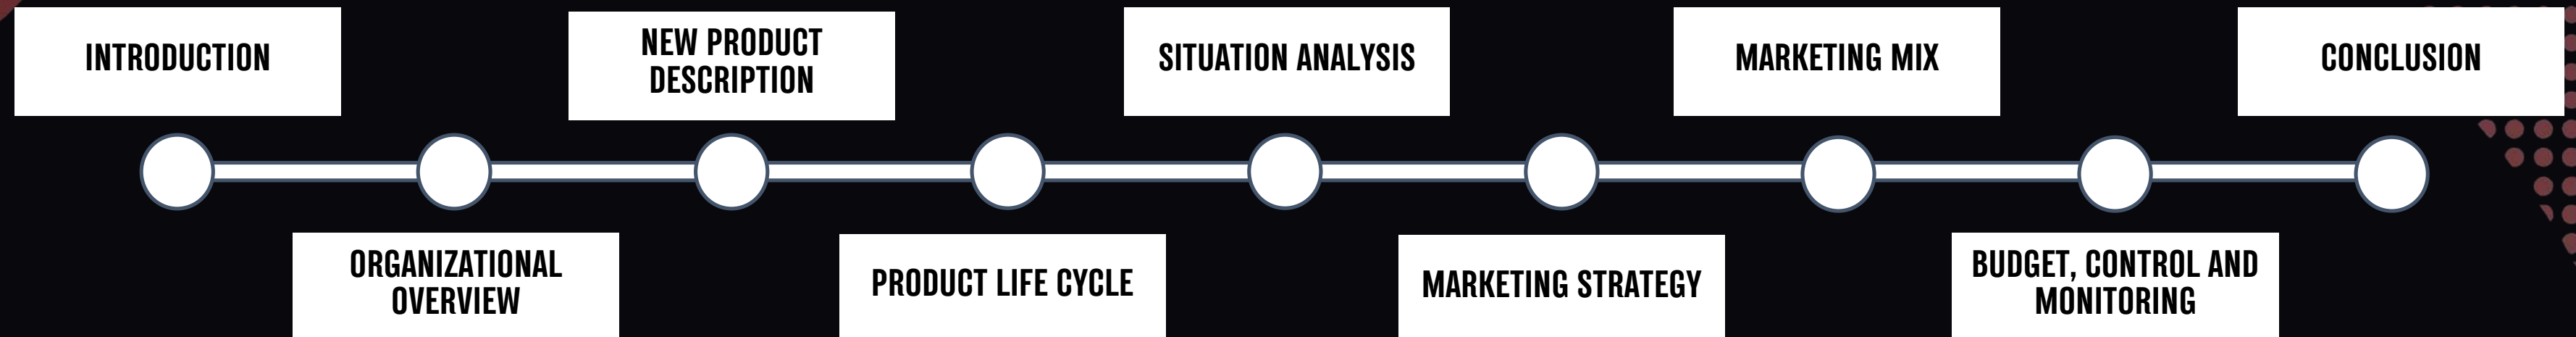 INTRODUCTION
ORGANIZATIONAL
OVERVIEW
NEW PRODUCT
DESCRIPTION
PRODUCT LIFE CYCLE
SITUATION ANALYSIS
MARKETING STRATEGY
MARKETING MIX
BUDGET, CONTROL AND
MONITORING
CONCLUSION